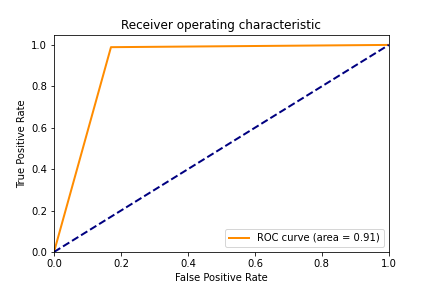 Receiver operating characteristic
True Positive Rate
1.0
0.8
0.6
0.4
0.2
0.0
ROC curve (area = 0.91)
0.0 0.2 0.4 0.6 0.8 1.0
False Positive Rate